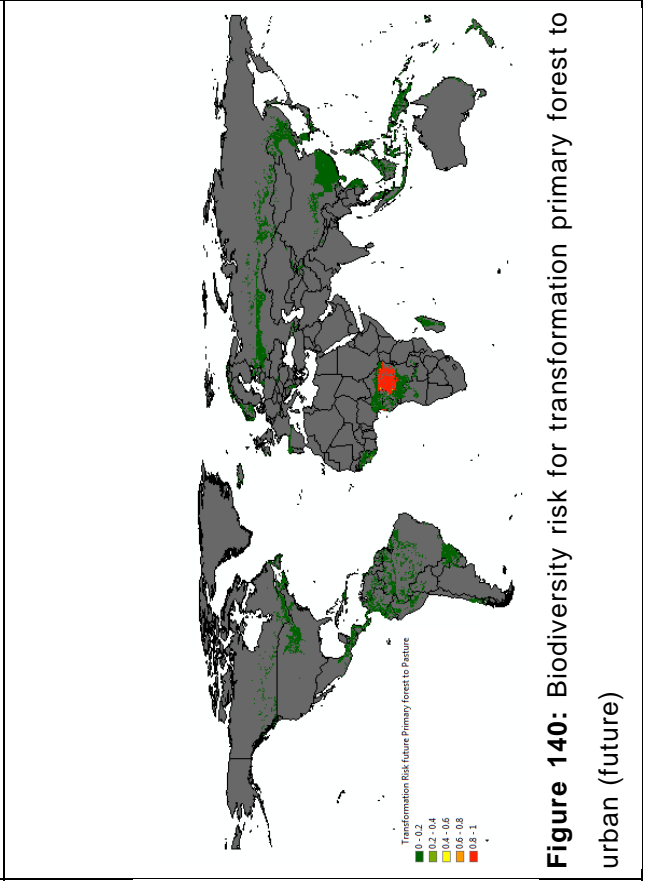 Transformation Risk future Primary forest to Pasture
0 - 0.2
0.2 - 0.4
0.4 - 0.6
0.6 - 0.8
0.8 - 1
Figure 140: Biodiversity risk for transformation primary forest to
urban (future)